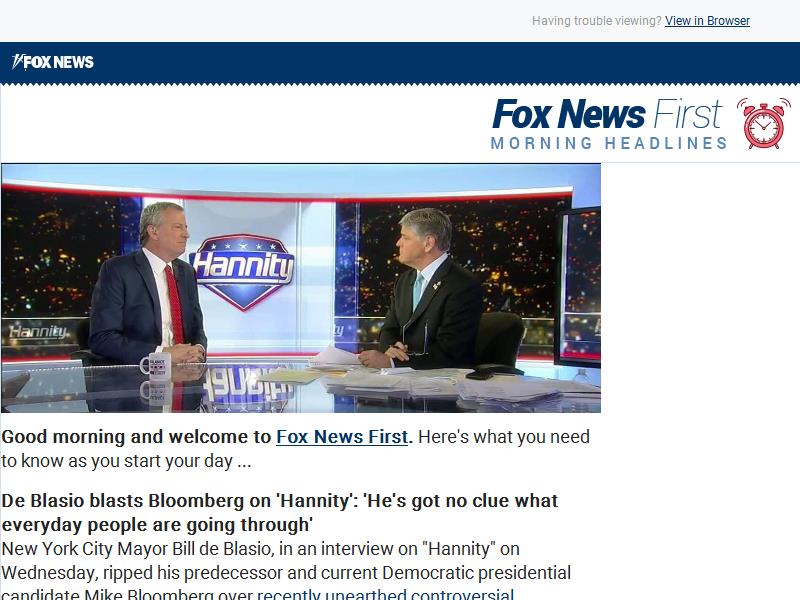 Having trouble viewing? View in Browser
FOX NEWS
Fox News First
MORNING HEADLINES
Hannity
Hannity
Good morning and welcome to Fox News First. Here's what you need
to know as you start your day ...
De Blasio blasts Bloomberg on 'Hannity': 'He's got no clue what
everyday people are going through'
New York City Mayor Bill de Blasio, in an interview on "Hannity" on
Wednesday, ripped his predecessor and current Democratic presidential
candidate Mike Bloomberg over recently unearthed controversial